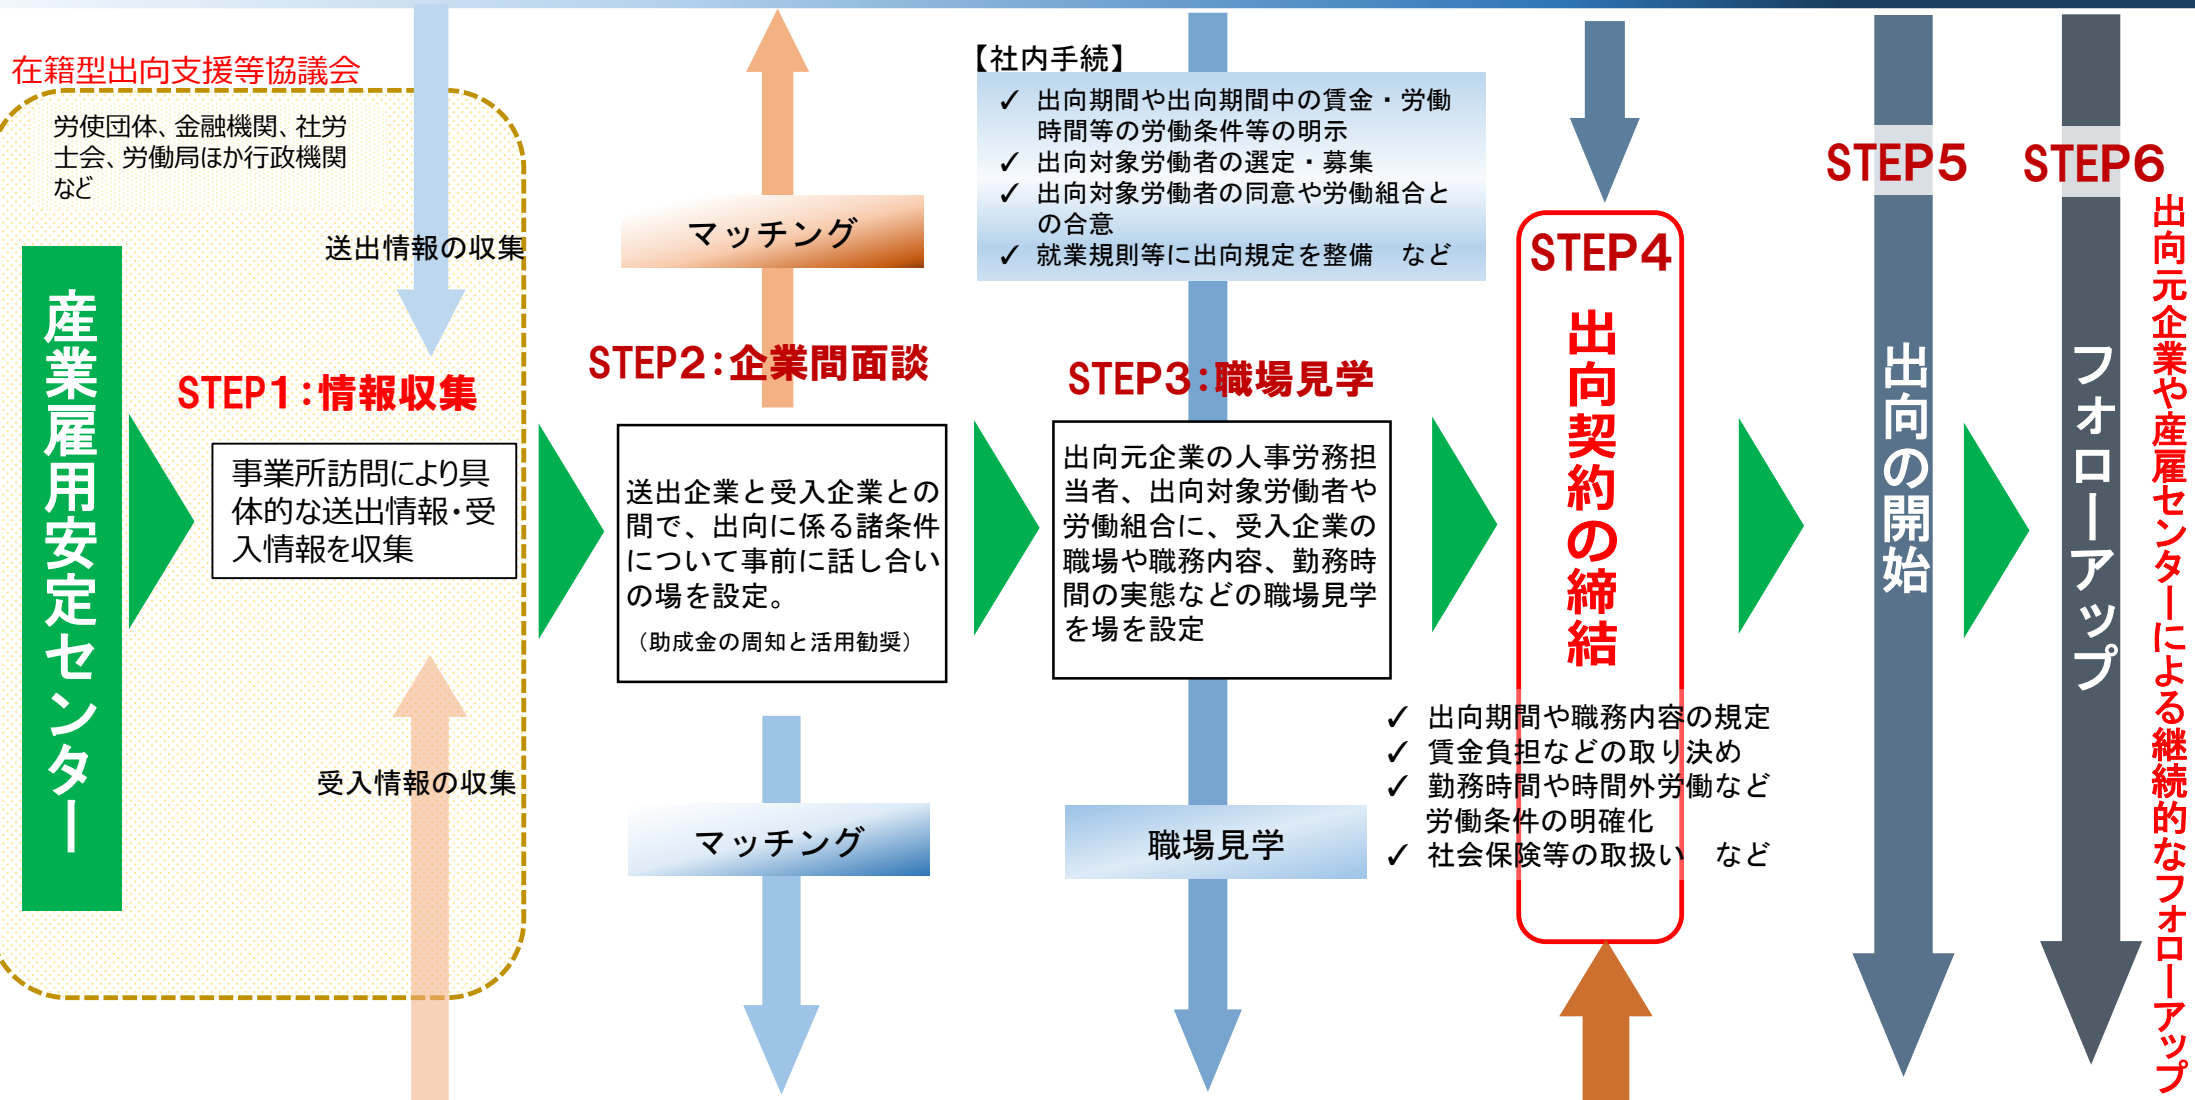 在籍型出向支援等協議会
労使団体、金融機関、社労
士会、労働局ほか行政機関
など
送出情報の収集
産業雇用安定センター
STEP1:情報収集
事業所訪問により具
体的な送出情報・受
入情報を収集
受入情報の収集
マッチング
STEP2:企業間面談
送出企業と受入企業との
間で、出向に係る諸条件
について事前に話し合い
の場を設定。
（助成金の周知と活用勧奨）
マッチング
【社内手続】
✓ 出向期間や出向期間中の賃金・労働
時間等の労働条件等の明示
✓ 出向対象労働者の選定・募集
✓ 出向対象労働者の同意や労働組合と
の合意
✓ 就業規則等に出向規定を整備　など
STEP3:職場見学
出向元企業の人事労務担
当者、出向対象労働者や
労働組合に、受入企業の
職場や職務内容、勤務時
間の実態などの職場見学
を場を設定
職場見学
STEP4
出向契約の締結
✓ 出向期間や職務内容の規定
✓ 賃金負担などの取り決め
✓ 勤務時間や時間外労働など
労働条件の明確化
✓ 社会保険等の取扱い　など
STEP5
出向の開始
STEP6
フォローアップ
出向元企業や産雇センターによる継続的なフォローアップ